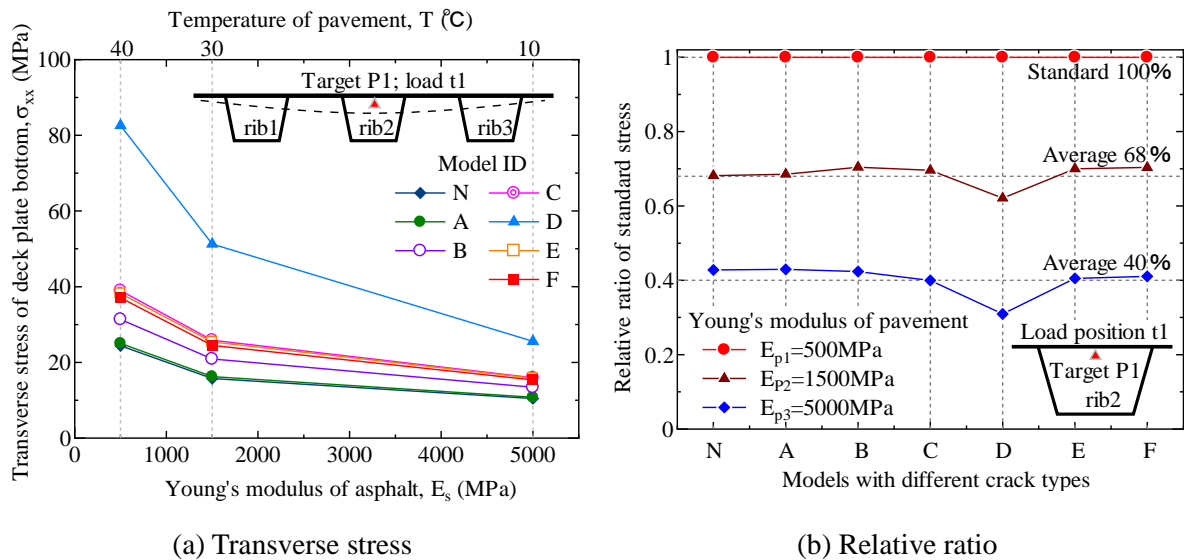 Temperature of pavement, T (℃)
40 30 10
Transverse stress of deck plate bottom, σxx (MPa)
100
80
60
40
20
0
Target P1; load t1
rib1 rib2 rib3
Model ID
N C
A D
B E
F
0 1000 2000 3000 4000 5000
Young's modulus of asphalt, Es (MPa)
(a) Transverse stress
Relative ratio of standard stress
1
0.8
0.6
0.4
0.2
0
Standard 100%
Average 68%
Average 40%
Young's modulus of pavement
Ep1=500MPa
EP2=1500MPa
Ep3=5000MPa
Load position t1
Target P1
rib2
N A B C D E F
Models with different crack types
(b) Relative ratio